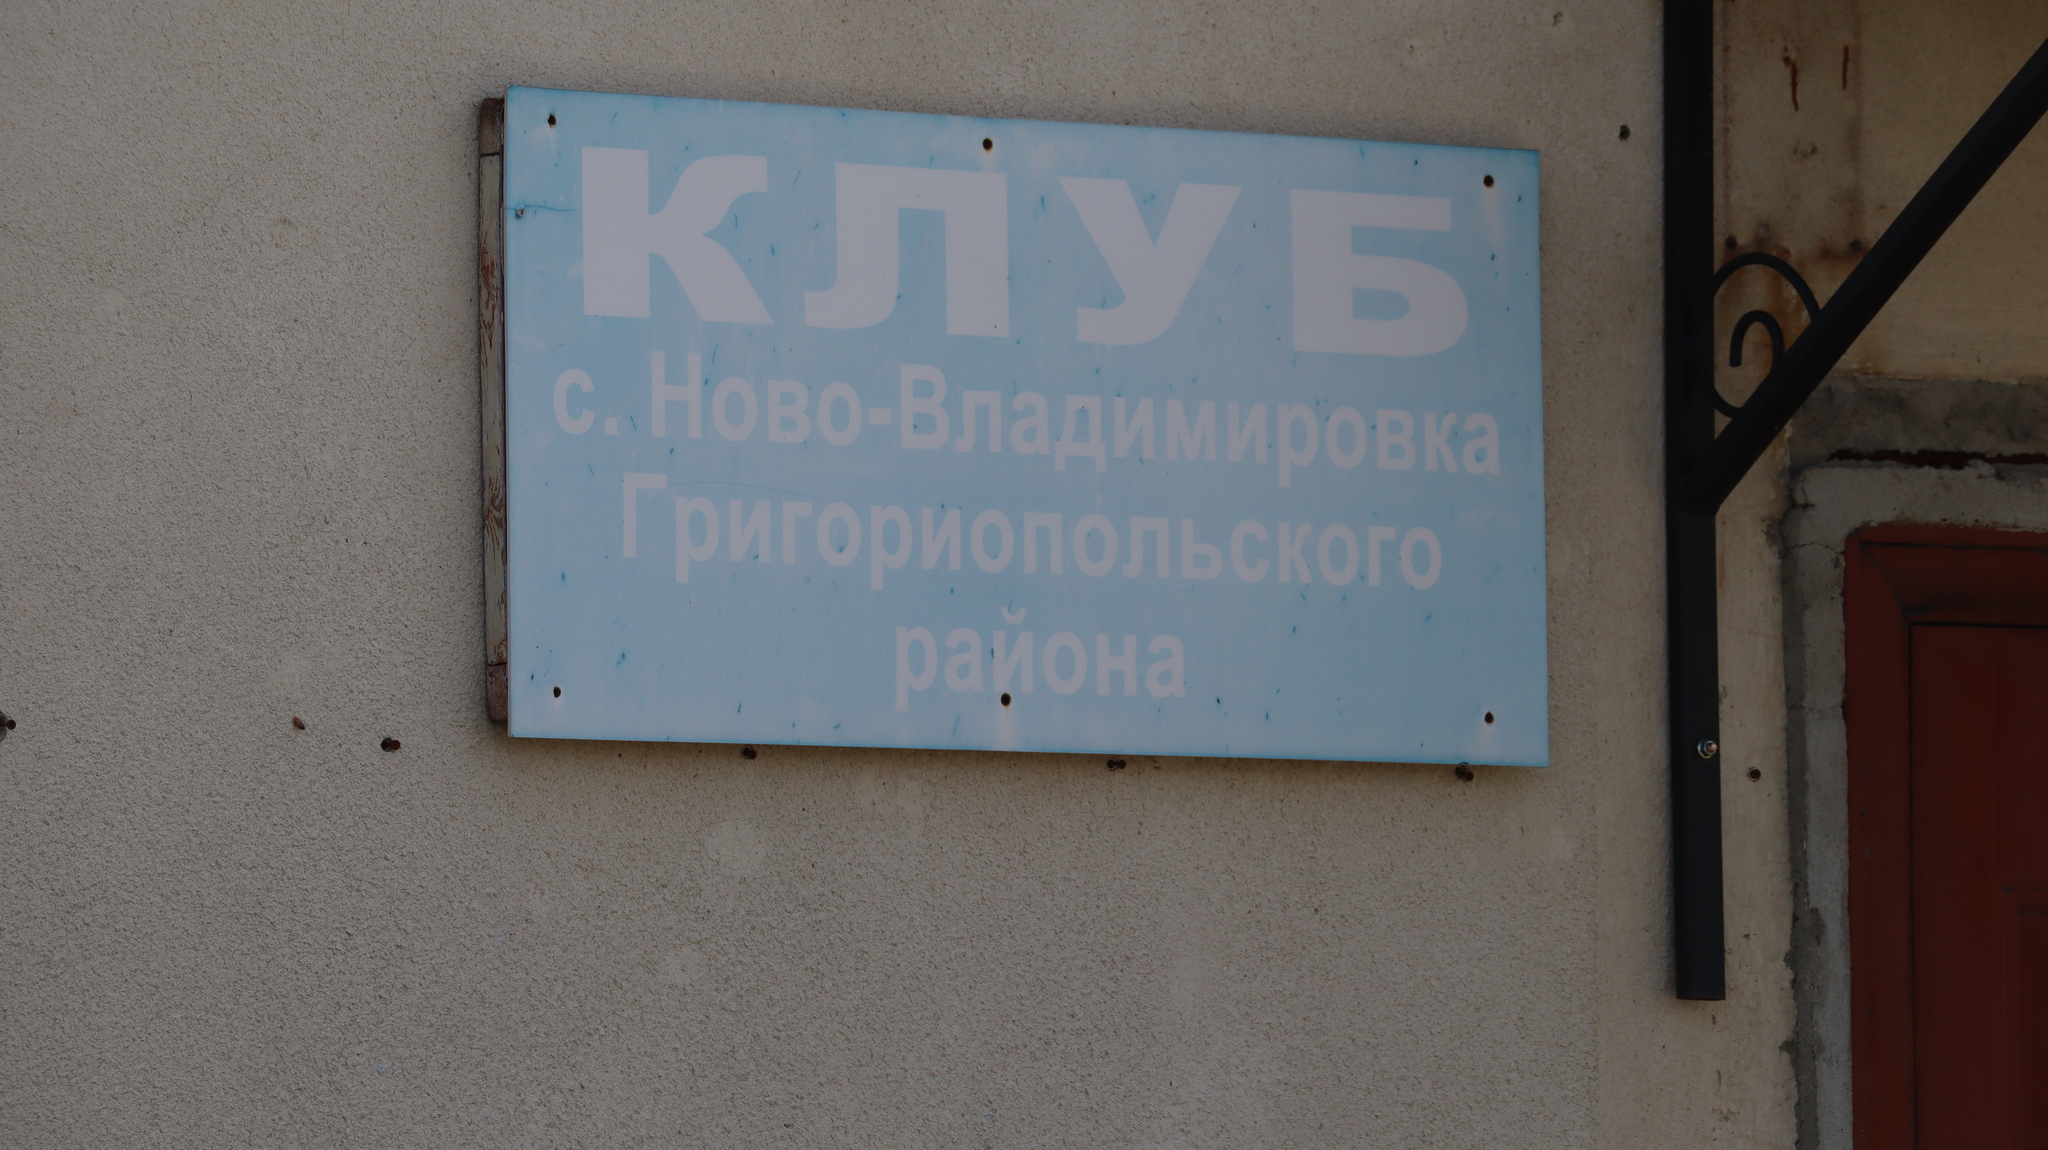 КЛУБ
с. Ново-Владимировка
Григориопольского
района